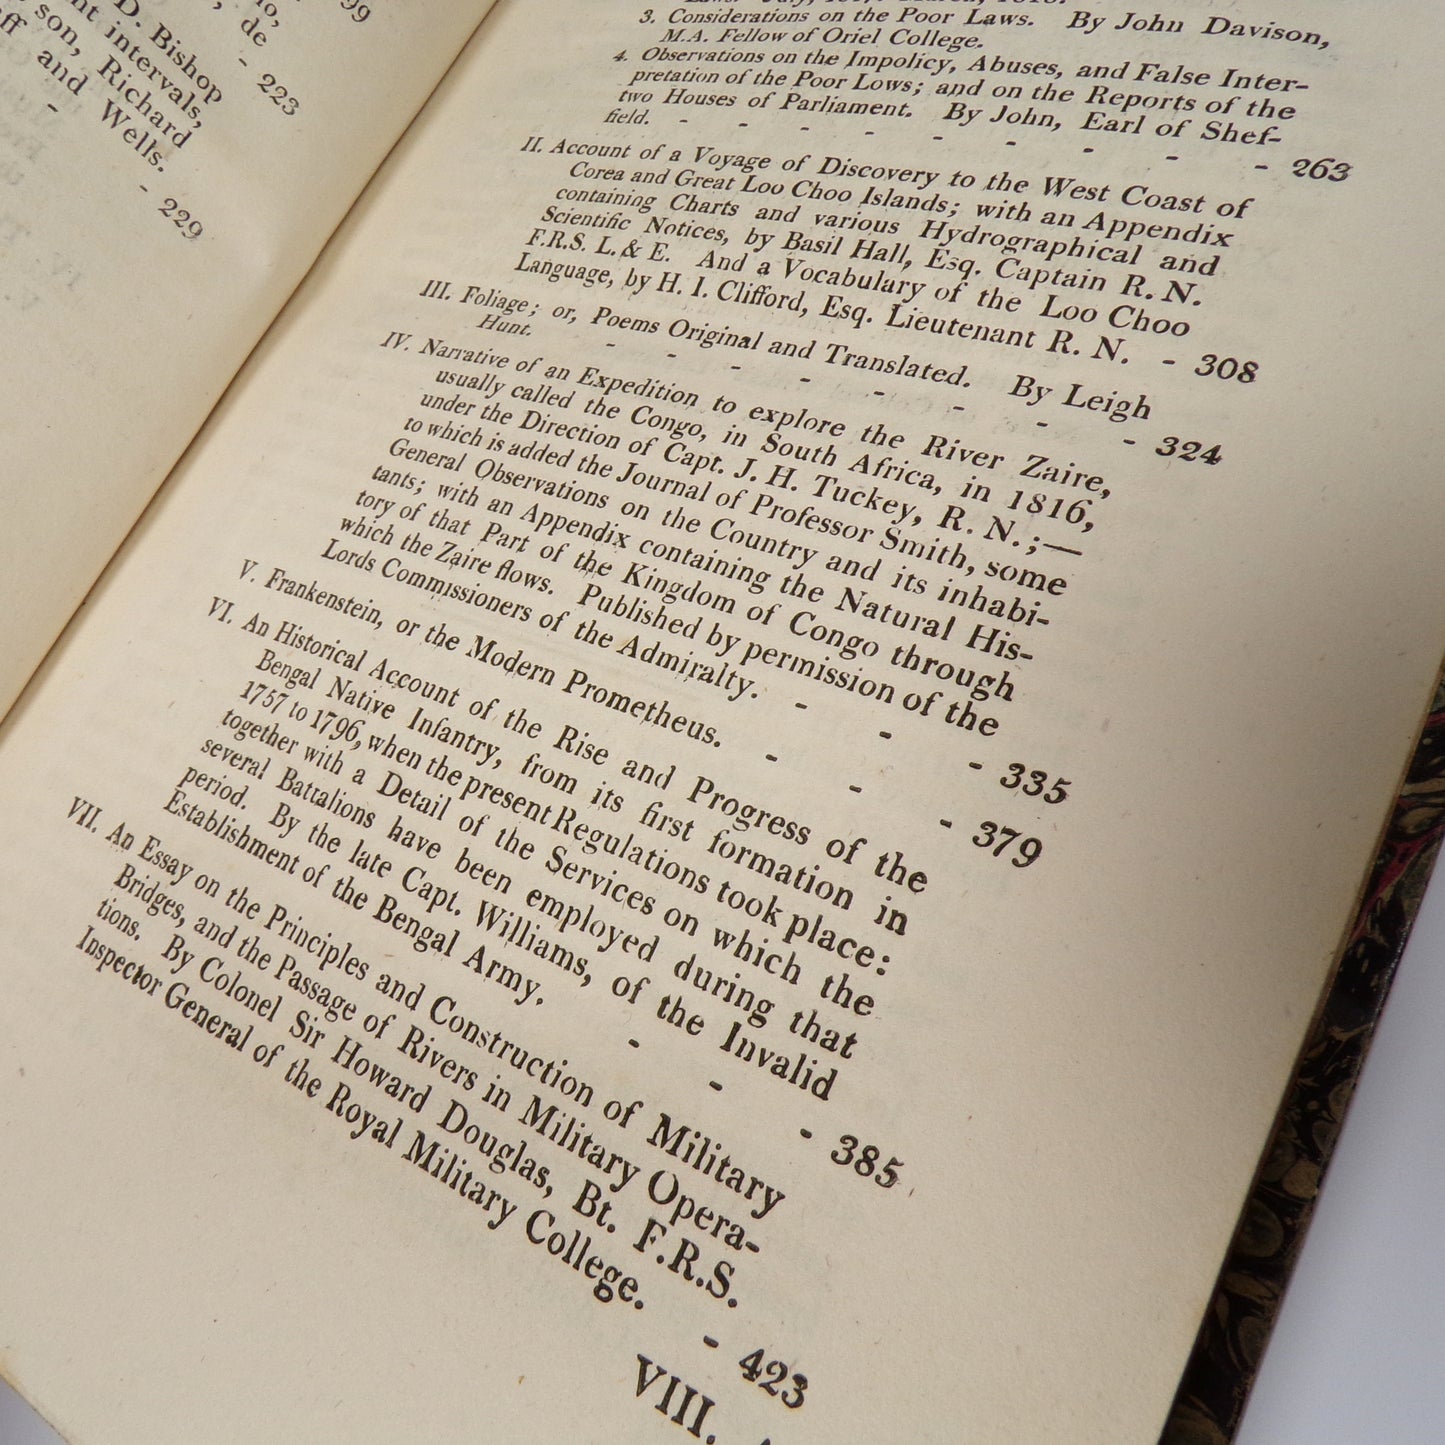 99
no,
de
- 223
D. Bishop
nt intervals,
son, Richard
ff and Wells.
- - 229
3. Considerations on the Poor Laws. By John Davison,
M.A. Fellow of Oriel College.
4. Observations on the Impolicy, Abuses, and False Inter-
pretation of the Poor Lows; and on the Reports of the
two Houses of Parliament. By John, Earl of Shef-
field. - - - - - - - - - 263
II. Account of a Voyage of Discovery to the West Coast of
Corea and Great Loo Choo Islands; with an Appendix
containing Charts and various Hydrographical and
Scientific Notices, by Basil Hall, Esq. Captain R. N.
F.R.S. L. & E. And a Vocabulary of the Loo Choo
Language, by H. I. Clifford, Esq. Lieutenant R. N. - 308
III. Foliage; or, Poems Original and Translated. By Leigh
Hunt. - - - - - - - - 324
IV. Narrative of an Expedition to explore the River Zaire,
usually called the Congo, in South Africa, in 1816,
under the Direction of Capt. J. H. Tuckey, R. N.;—
to which is added the Journal of Professor Smith, some
General Observations on the Country and its inhabi-
tants; with an Appendix containing the Natural His-
tory of that Part of the Kingdom of Congo through
which the Zaire flows. Published by permission of the
Lords Commissioners of the Admiralty. - - - 335
V. Frankenstein, or the Modern Prometheus. - - - 379
VI. An Historical Account of the Rise and Progress of the
Bengal Native Infantry, from its first formation in
1757 to 1796, when the present Regulations took place:
together with a Detail of the Services on which the
several Battalions have been employed during that
period. By the late Capt. Williams, of the Invalid
Establishment of the Bengal Army. - - - 385
VII. An Essay on the Principles and Construction of Military
Bridges, and the Passage of Rivers in Military Opera-
tions. By Colonel Sir Howard Douglas, Bt. F.R.S.
Inspector General of the Royal Military College. - 423
VIII.